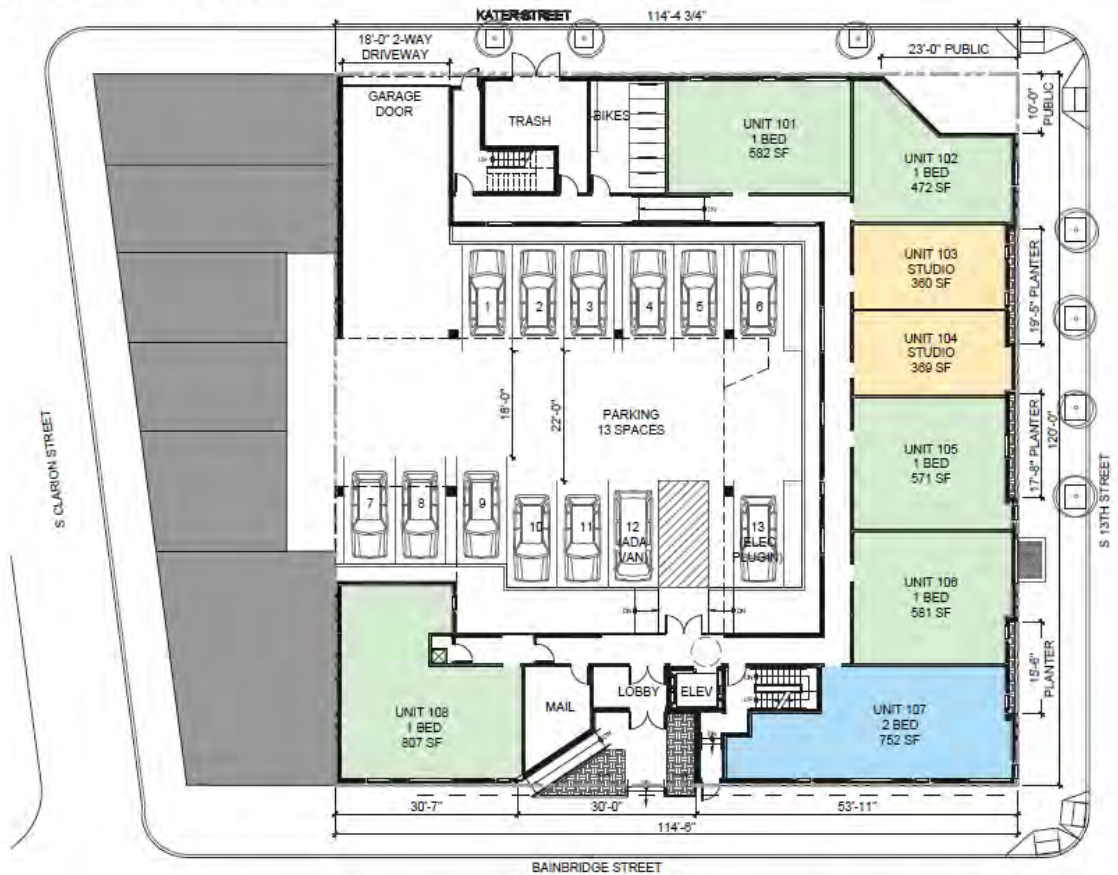 KATER STREET
114'-4 3/4"
18'-0" 2-WAY
DRIVEWAY
23'-0" PUBLIC
GARAGE
DOOR
TRASH
BIKES
UP
DN
UNIT 101
1 BED
582 SF
UNIT 102
1 BED
472 SF
10'-0"
PUBLIC
UNIT 103
STUDIO
360 SF
19'-5" PLANTER
UNIT 104
STUDIO
369 SF
1
2
3
4
5
6
18'-0"
22'-0"
PARKING
13 SPACES
UNIT 105
1 BED
571 SF
17'-8" PLANTER
120'-0"
S CLARION STREET
S 13TH STREET
7
8
9
10
11
12
(ADA
VAN)
13
(ELEC
PLUGIN)
UNIT 106
1 BED
581 SF
DN
DN
15'-6"
PLANTER
UNIT 108
1 BED
807 SF
MAIL
LOBBY
ELEV
DN
UP
UNIT 107
2 BED
752 SF
30'-7"
30'-0"
53'-11"
114'-6"
BAINBRIDGE STREET